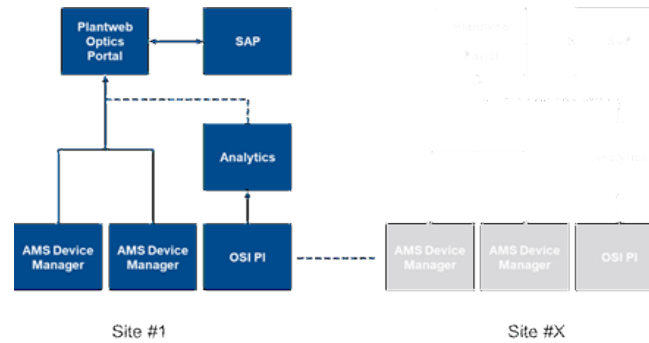 Plantweb
Optics
Portal
SAP
Analytics
AMS Device
Manager
AMS Device
Manager
OSI PI
AMS Device
Manager
AMS Device
Manager
OSI PI
Site #1
Site #X